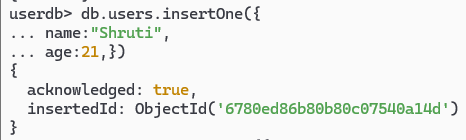 userdb> db.users.insertOne({
... name:"Shruti",
... age:21,})
{
  acknowledged: true,
  insertedId: ObjectId('6780ed86b80b80c07540a14d')
}